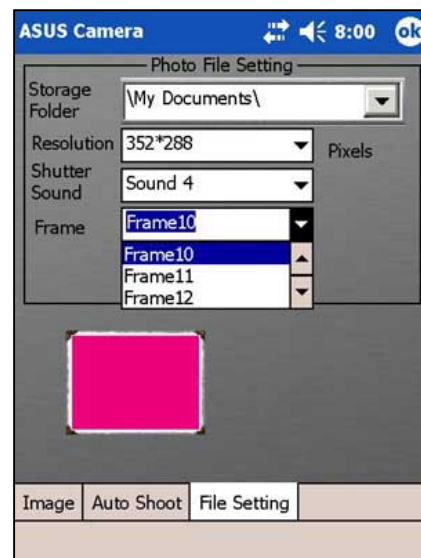 ASUS Camera 8:00 ok
Photo File Setting
Storage Folder \My Documents\
Resolution 352*288 Pixels
Shutter Sound Sound 4
Frame Frame10
Frame10
Frame11
Frame12
Image Auto Shoot File Setting